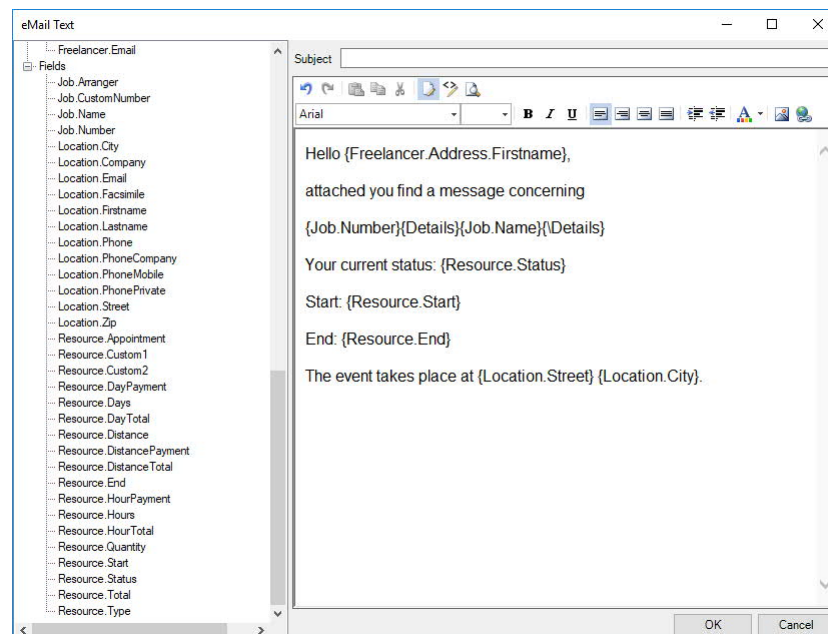 eMail Text
Freelancer.Email
Fields
Job.Arranger
Job.CustomNumber
Job.Name
Job.Number
Location.City
Location.Company
Location.Email
Location.Facsimile
Location.Firstname
Location.Lastname
Location.Phone
Location.PhoneCompany
Location.PhoneMobile
Location.PhonePrivate
Location.Street
Location.Zip
Resource.Appointment
Resource.Custom1
Resource.Custom2
Resource.DayPayment
Resource.Days
Resource.DayTotal
Resource.Distance
Resource.DistancePayment
Resource.DistanceTotal
Resource.End
Resource.HourPayment
Resource.Hours
Resource.HourTotal
Resource.Quantity
Resource.Start
Resource.Status
Resource.Total
Resource.Type
Subject
Arial
B I U A
Hello {Freelancer.Address.Firstname},
attached you find a message concerning
{Job.Number}{Details}{Job.Name}{\Details}
Your current status: {Resource.Status}
Start: {Resource.Start}
End: {Resource.End}
The event takes place at {Location.Street} {Location.City}.
OK Cancel